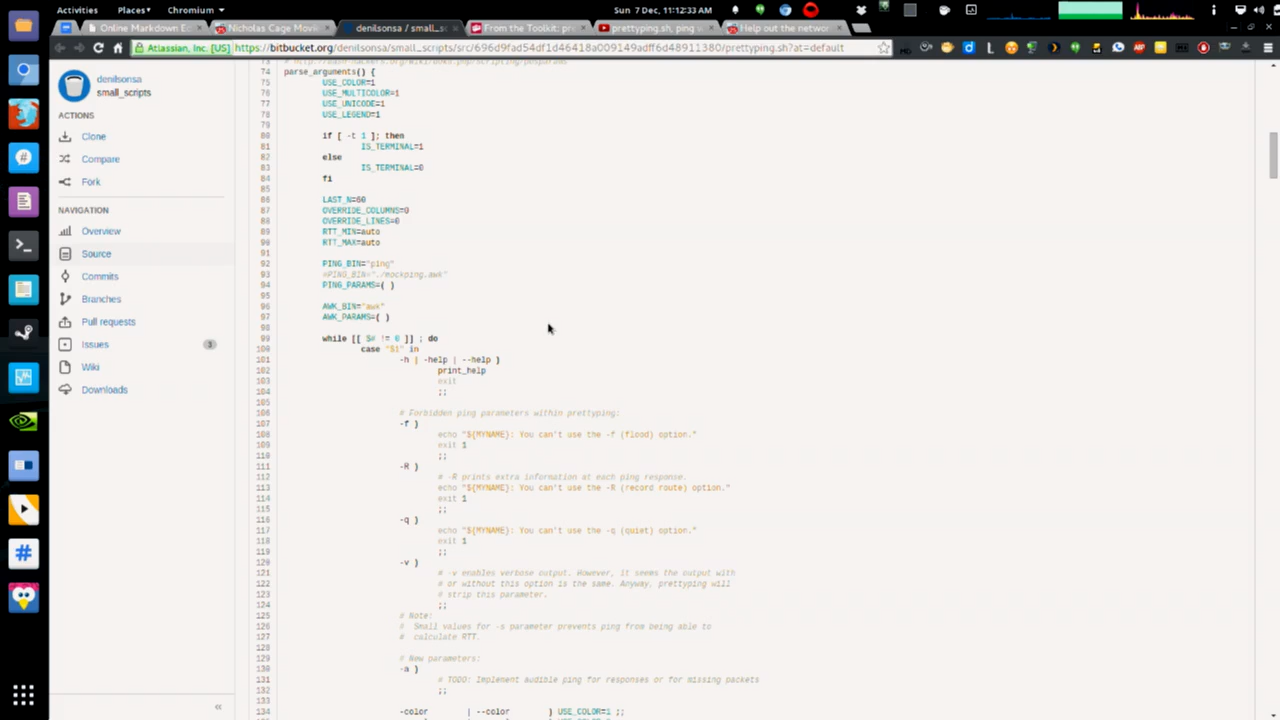 Activities Places Chromium Sun 7 Dec, 11:12:33 AM
Online Markdown Ed
Nicholas Cage Movie
denilsonsa / small_sc
From the Toolkit: pre
prettyping.sh, ping v
Help out the networ
Atlassian, Inc. [US] https://bitbucket.org/denilsonsa/small_scripts/src/696d9fad54df1d46418a009149adff6d48911380/prettyping.sh?at=default
denilsonsa
small_scripts
ACTIONS
Clone
Compare
Fork
NAVIGATION
Overview
Source
Commits
Branches
Pull requests
Issues 3
Wiki
Downloads
«
74 parse_arguments() {
75 USE_COLOR=1
76 USE_MULTICOLOR=1
77 USE_UNICODE=1
78 USE_LEGEND=1
79
80 if [ -t 1 ]; then
81 IS_TERMINAL=1
82 else
83 IS_TERMINAL=0
84 fi
85
86 LAST_N=60
87 OVERRIDE_COLUMNS=0
88 OVERRIDE_LINES=0
89 RTT_MIN=auto
90 RTT_MAX=auto
91
92 PING_BIN="ping"
93 #PING_BIN="./mockping.awk"
94 PING_PARAMS=( )
95
96 AWK_BIN="awk"
97 AWK_PARAMS=( )
98
99 while [[ $# != 0 ]] ; do
100 case "$1" in
101 -h | -help | --help )
102 print_help
103 exit
104 ;;
105
106 # Forbidden ping parameters within prettyping:
107 -f )
108 echo "${MYNAME}: You can't use the -f (flood) option."
109 exit 1
110 ;;
111 -R )
112 # -R prints extra information at each ping response.
113 echo "${MYNAME}: You can't use the -R (record route) option."
114 exit 1
115 ;;
116 -q )
117 echo "${MYNAME}: You can't use the -q (quiet) option."
118 exit 1
119 ;;
120 -v )
121 # -v enables verbose output. However, it seems the output with
122 # or without this option is the same. Anyway, prettyping will
123 # strip this parameter.
124 ;;
125 # Note:
126 # Small values for -s parameter prevents ping from being able to
127 # calculate RTT.
128
129 # New parameters:
130 -a )
131 # TODO: Implement audible ping for responses or for missing packets
132 ;;
133
134 -color | --color ) USE_COLOR=1 ;;